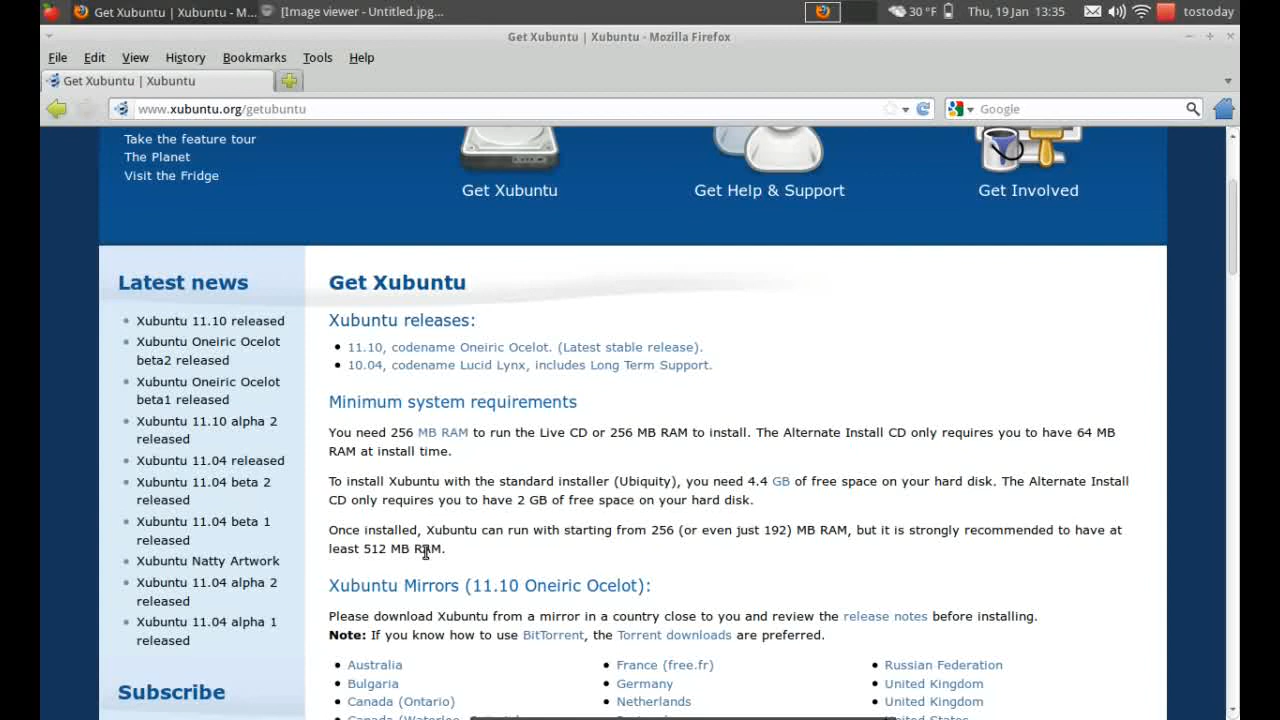 Get Xubuntu | Xubuntu - M...
[Image viewer - Untitled.jpg...
30 °F
Thu, 19 Jan 13:35
tostoday
Get Xubuntu | Xubuntu - Mozilla Firefox
File Edit View History Bookmarks Tools Help
Get Xubuntu | Xubuntu
www.xubuntu.org/getubuntu
Google
Take the feature tour
The Planet
Visit the Fridge
Get Xubuntu
Get Help & Support
Get Involved
Latest news
Xubuntu 11.10 released
Xubuntu Oneiric Ocelot
beta2 released
Xubuntu Oneiric Ocelot
beta1 released
Xubuntu 11.10 alpha 2
released
Xubuntu 11.04 released
Xubuntu 11.04 beta 2
released
Xubuntu 11.04 beta 1
released
Xubuntu Natty Artwork
Xubuntu 11.04 alpha 2
released
Xubuntu 11.04 alpha 1
released
Subscribe
Get Xubuntu
Xubuntu releases:
11.10, codename Oneiric Ocelot. (Latest stable release).
10.04, codename Lucid Lynx, includes Long Term Support.
Minimum system requirements
You need 256 MB RAM to run the Live CD or 256 MB RAM to install. The Alternate Install CD only requires you to have 64 MB
RAM at install time.
To install Xubuntu with the standard installer (Ubiquity), you need 4.4 GB of free space on your hard disk. The Alternate Install
CD only requires you to have 2 GB of free space on your hard disk.
Once installed, Xubuntu can run with starting from 256 (or even just 192) MB RAM, but it is strongly recommended to have at
least 512 MB RAM.
Xubuntu Mirrors (11.10 Oneiric Ocelot):
Please download Xubuntu from a mirror in a country close to you and review the release notes before installing.
Note: If you know how to use BitTorrent, the Torrent downloads are preferred.
Australia
Bulgaria
Canada (Ontario)
Canada (Waterloo
France (free.fr)
Germany
Netherlands
Russian Federation
United Kingdom
United Kingdom
United States